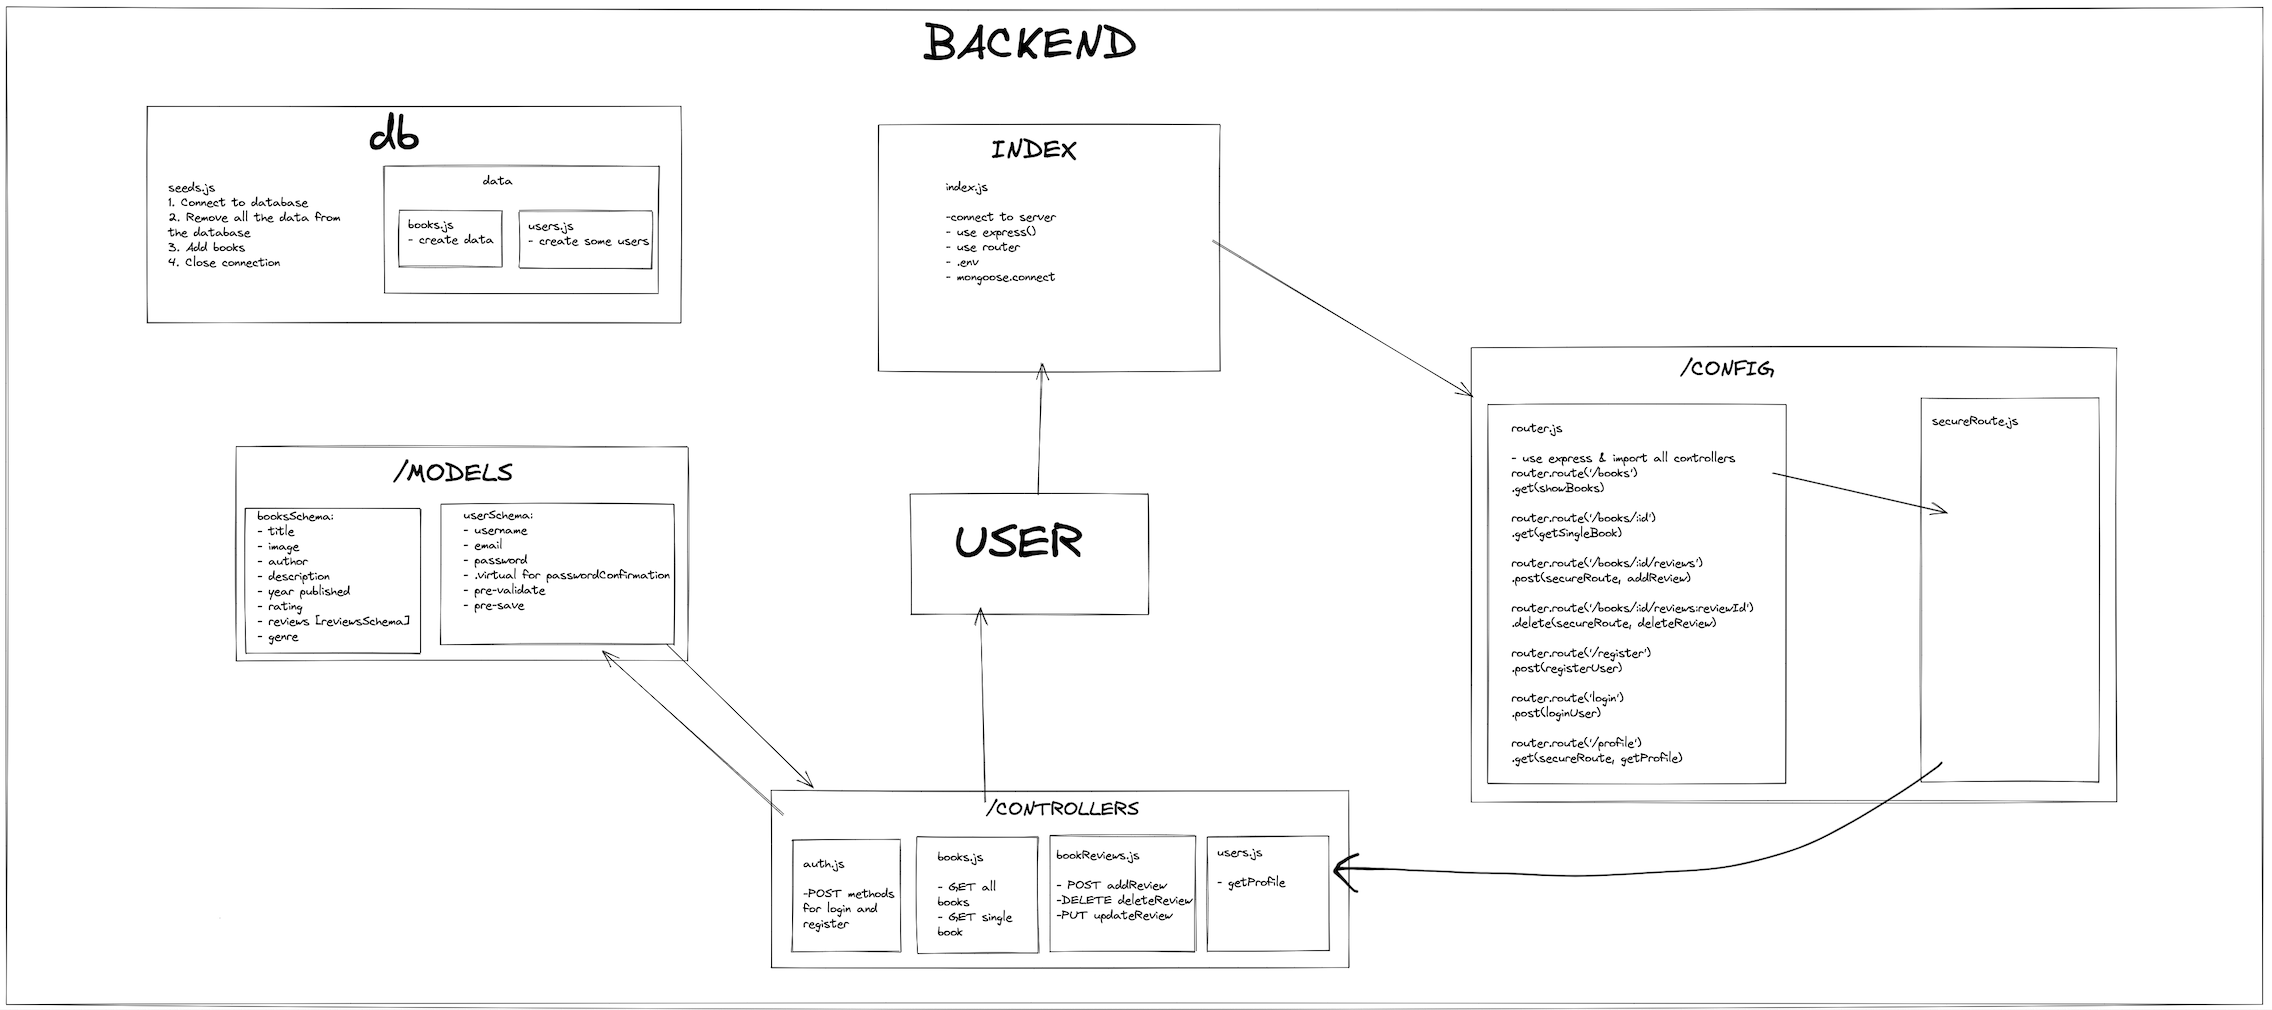 BACKEND
db
seeds.js
1. Connect to database
2. Remove all the data from
the database
3. Add books
4. Close connection
data
books.js
- create data
users.js
- create some users
INDEX
index.js
-connect to server
- use express()
- use router
- .env
- mongoose.connect
/CONFIG
router.js
- use express & import all controllers
router.route('/books')
.get(showBooks)
router.route('/books/:id')
.get(getSingleBook)
router.route('/books/:id/reviews')
.post(secureRoute, addReview)
router.route('/books/:id/reviews:reviewId')
.delete(secureRoute, deleteReview)
router.route('/register')
.post(registerUser)
router.route('login')
.post(loginUser)
router.route('/profile')
.get(secureRoute, getProfile)
secureRoute.js
/MODELS
booksSchema:
- title
- image
- author
- description
- year published
- rating
- reviews [reviewsSchema]
- genre
userSchema:
- username
- email
- password
- .virtual for passwordConfirmation
- pre-validate
- pre-save
USER
/CONTROLLERS
auth.js
-POST methods
for login and
register
books.js
- GET all
books
- GET single
book
bookReviews.js
- POST addReview
-DELETE deleteReview
-PUT updateReview
users.js
- getProfile